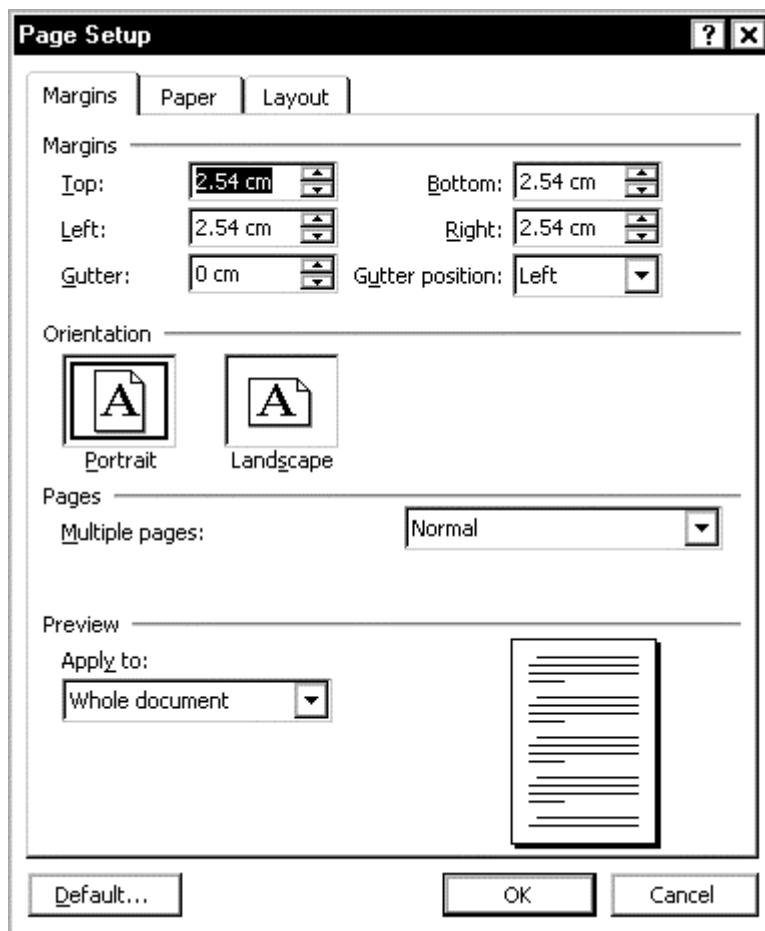 Page Setup ? X
Margins Paper Layout
Margins
Top: 2.54 cm Bottom: 2.54 cm
Left: 2.54 cm Right: 2.54 cm
Gutter: 0 cm Gutter position: Left
Orientation
A A
Portrait Landscape
Pages
Multiple pages: Normal
Preview
Apply to:
Whole document
Default... OK Cancel